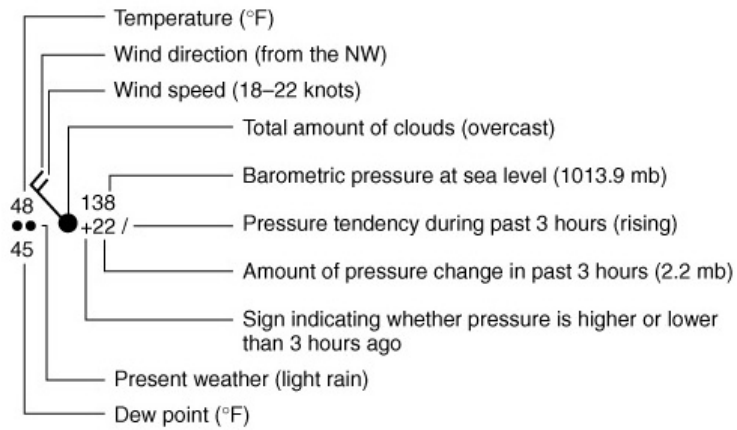 Temperature (°F)
Wind direction (from the NW)
Wind speed (18–22 knots)
Total amount of clouds (overcast)
Barometric pressure at sea level (1013.9 mb)
48
138
+22 /
Pressure tendency during past 3 hours (rising)
45
Amount of pressure change in past 3 hours (2.2 mb)
Sign indicating whether pressure is higher or lower
than 3 hours ago
Present weather (light rain)
Dew point (°F)